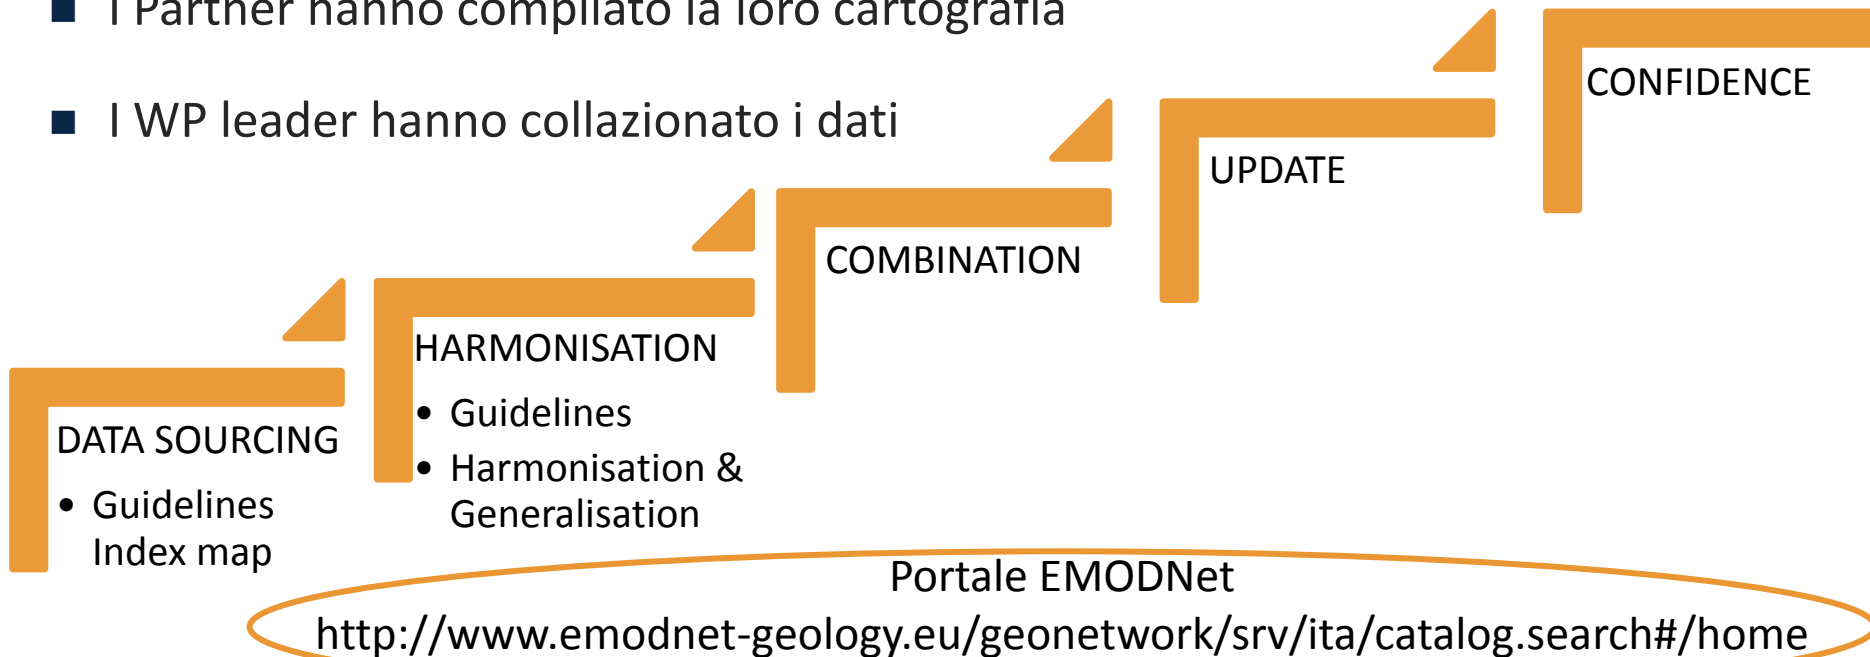 I Partner hanno compilato la loro cartografia
I WP leader hanno collazionato i dati
CONFIDENCE
UPDATE
COMBINATION
HARMONISATION
• Guidelines
• Harmonisation &
Generalisation
DATA SOURCING
• Guidelines
Index map
Portale EMODNet
http://www.emodnet-geology.eu/geonetwork/srv/ita/catalog.search#/home